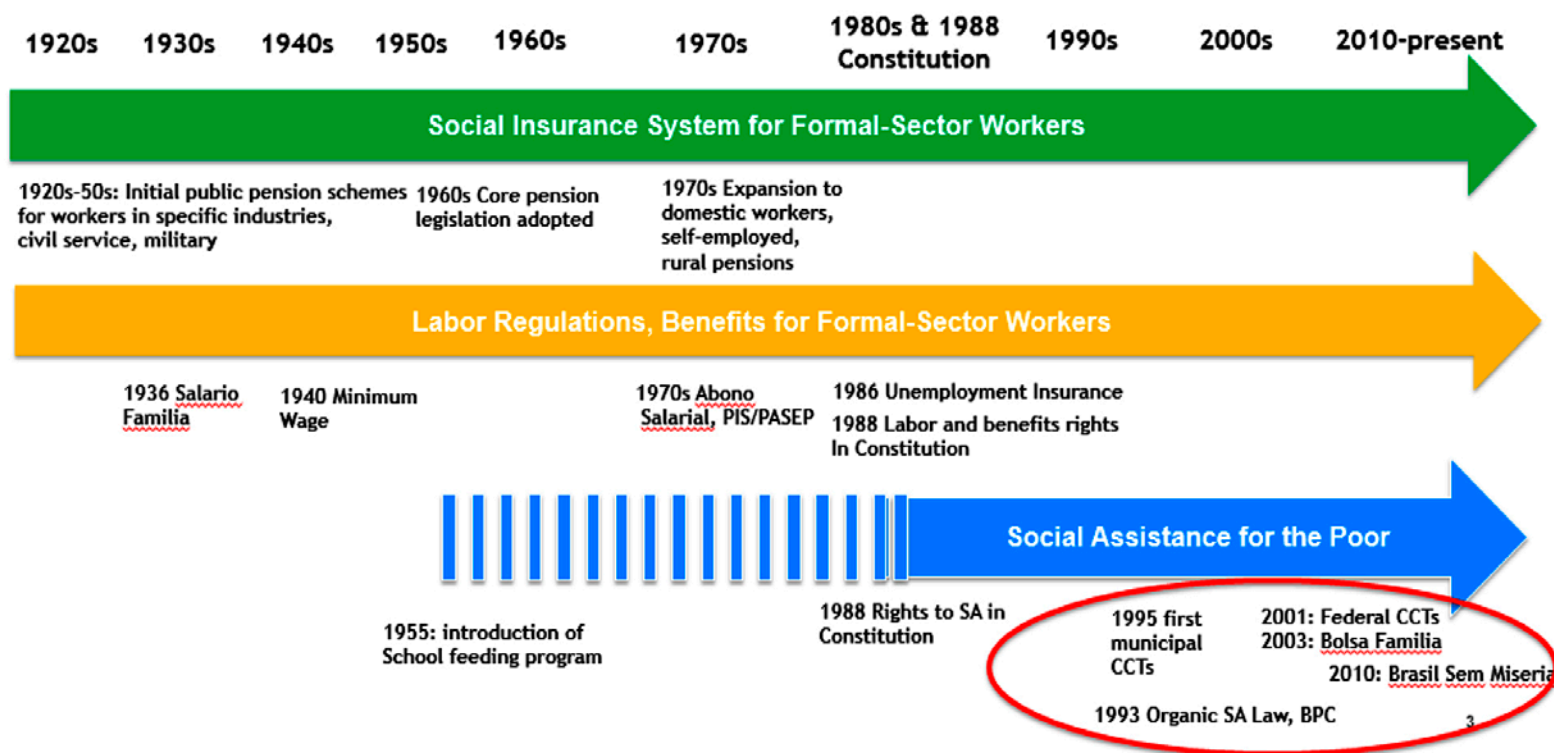 1920s 1930s 1940s 1950s 1960s 1970s 1980s & 1988 Constitution 1990s 2000s 2010-present
Social Insurance System for Formal-Sector Workers
1920s-50s: Initial public pension schemes
for workers in specific industries,
civil service, military
1960s Core pension
legislation adopted
1970s Expansion to
domestic workers,
self-employed,
rural pensions
Labor Regulations, Benefits for Formal-Sector Workers
1936 Salario
Familia
1940 Minimum
Wage
1970s Abono
Salarial, PIS/PASEP
1986 Unemployment Insurance
1988 Labor and benefits rights
In Constitution
Social Assistance for the Poor
1955: introduction of
School feeding program
1988 Rights to SA in
Constitution
1995 first
municipal
CCTs
2001: Federal CCTs
2003: Bolsa Familia
2010: Brasil Sem Miseria
1993 Organic SA Law, BPC
3